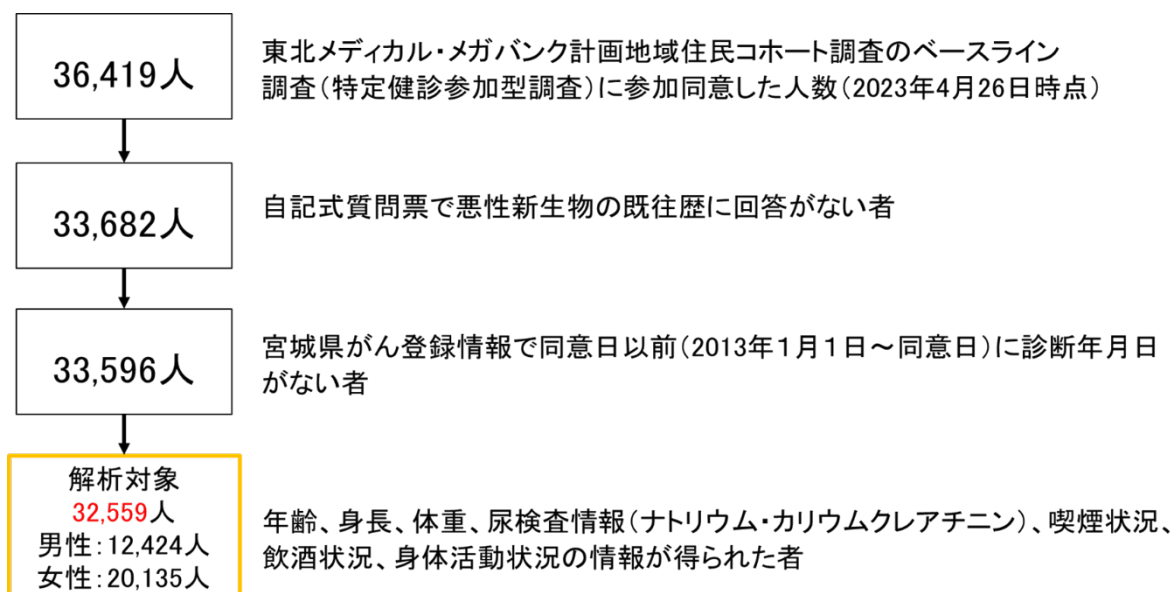 36,419人
東北メディカル・メガバンク計画地域住民コホート調査のベースライン
調査（特定健診参加型調査）に参加同意した人数（2023年4月26日時点）
33,682人
自記式質問票で悪性新生物の既往歴に回答がない者
33,596人
宮城県がん登録情報で同意日以前（2013年１月１日～同意日）に診断年月日
がない者
解析対象
32,559人
男性：12,424人
女性：20,135人
年齢、身長、体重、尿検査情報（ナトリウム・カリウムクレアチニン）、喫煙状況、
飲酒状況、身体活動状況の情報が得られた者